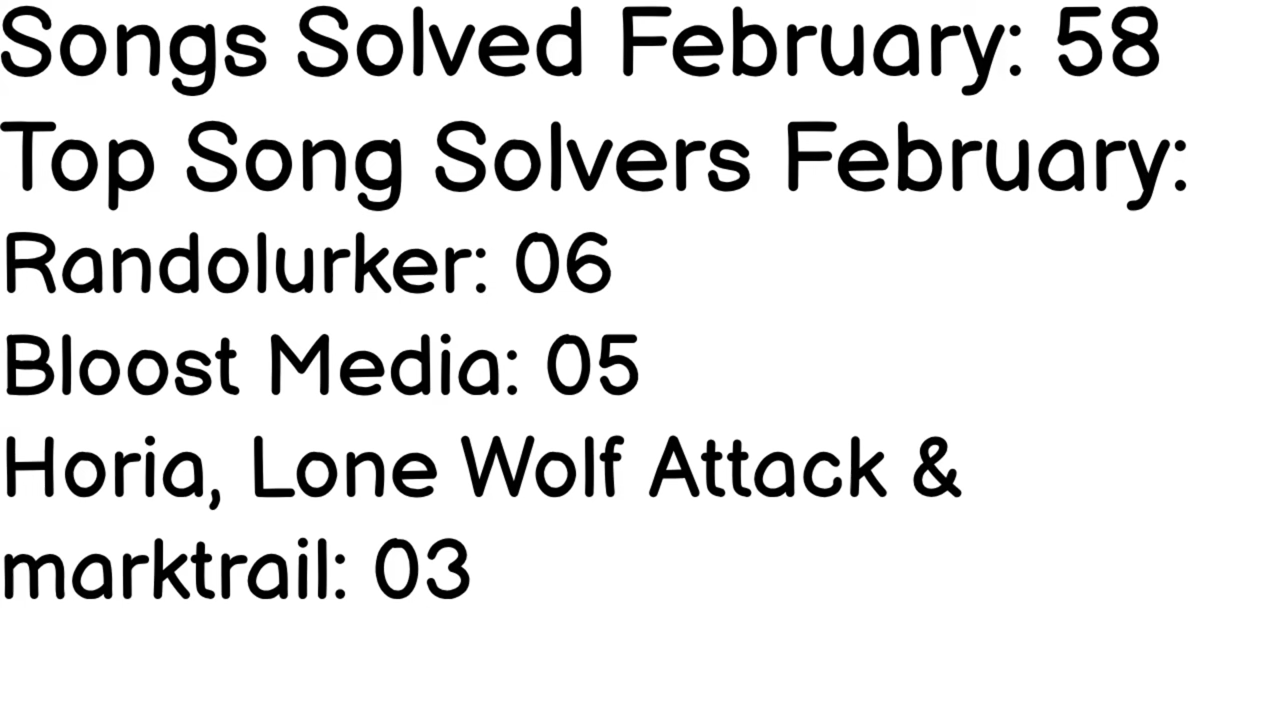 Songs Solved February: 58
Top Song Solvers February:
Randolurker: 06
Bloost Media: 05
Horia, Lone Wolf Attack &
marktrail: 03